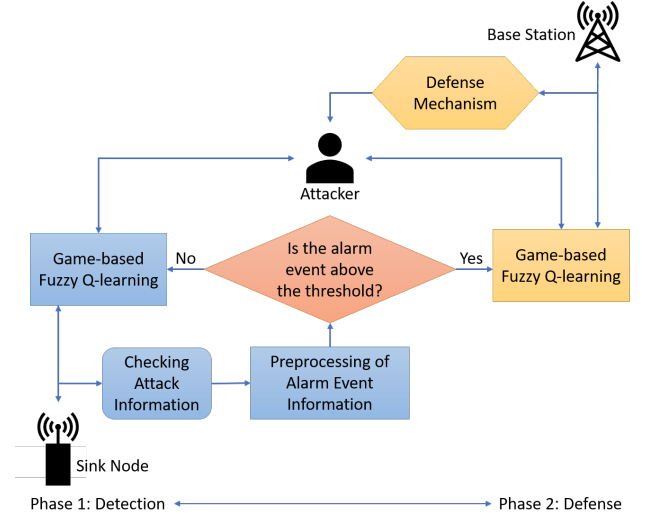 Base Station
Defense
Mechanism
Attacker
Game-based
Fuzzy Q-learning
No
Is the alarm
event above
the threshold?
Yes
Game-based
Fuzzy Q-learning
Checking
Attack
Information
Preprocessing of
Alarm Event
Information
Sink Node
Phase 1: Detection
Phase 2: Defense